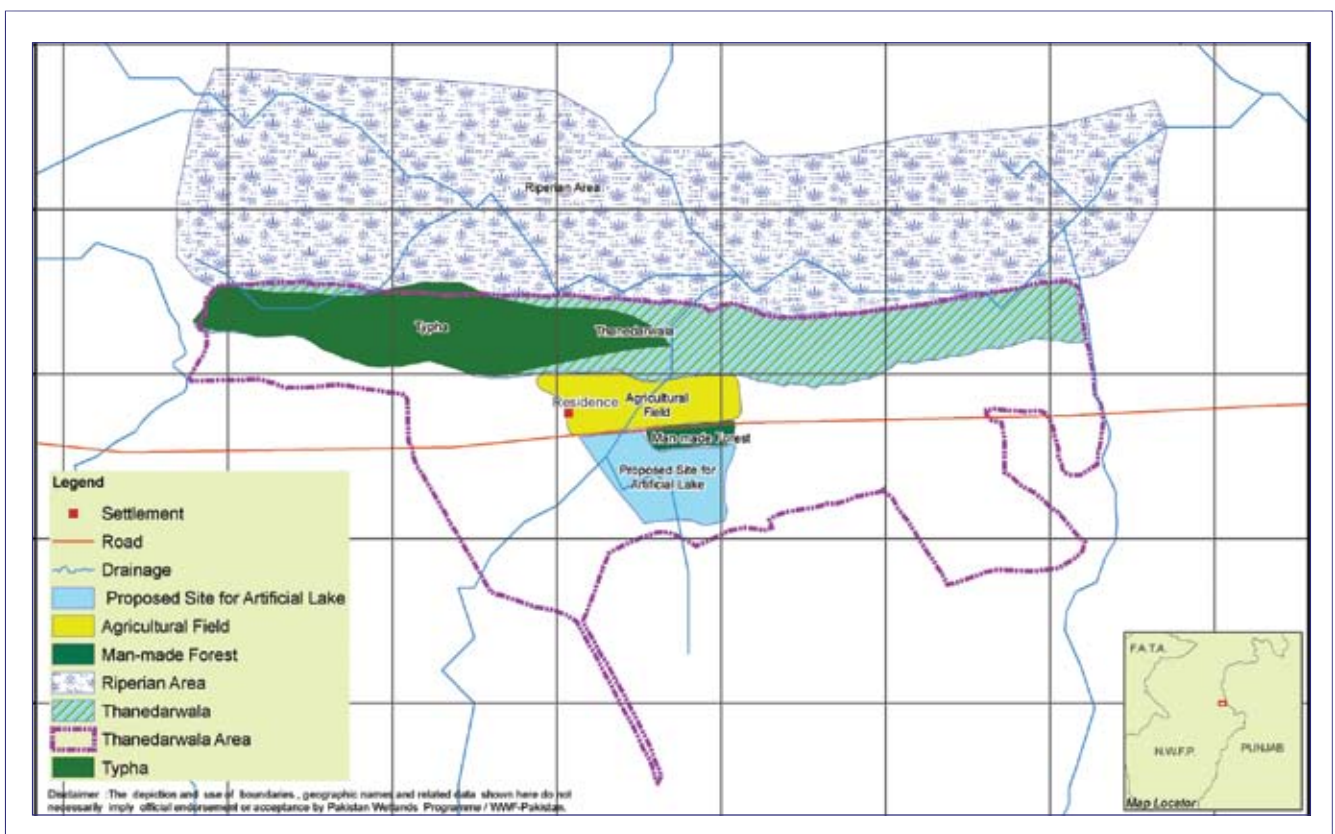 Riperian Area
Typha
Thanedarwala
Residence
Agricultural
Field
Man-made Forest
Proposed Site for
Artificial Lake
Legend
Settlement
Road
Drainage
Proposed Site for Artificial Lake
Agricultural Field
Man-made Forest
Riperian Area
Thanedarwala
Thanedarwala Area
Typha
Disclaimer :The depiction and use of boundaries , geographic names and related data shown here do not
necessarily imply official endorsement or acceptance by Pakistan Wetlands Programme / WWF-Pakistan.
F.A.T.A.
N.W.F.P.
PUNJAB
Map Locator